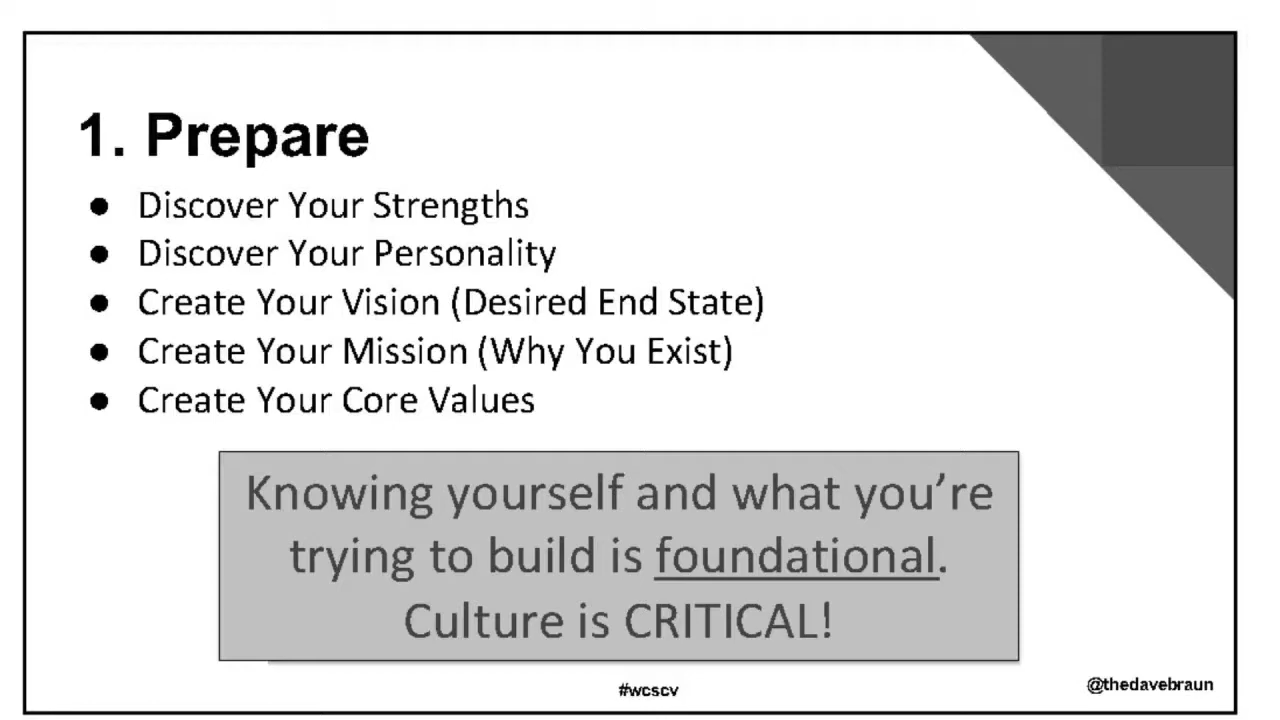 1. Prepare
● Discover Your Strengths
● Discover Your Personality
● Create Your Vision (Desired End State)
● Create Your Mission (Why You Exist)
● Create Your Core Values
Knowing yourself and what you’re
trying to build is foundational.
Culture is CRITICAL!
#wcscv
@thedavebraun